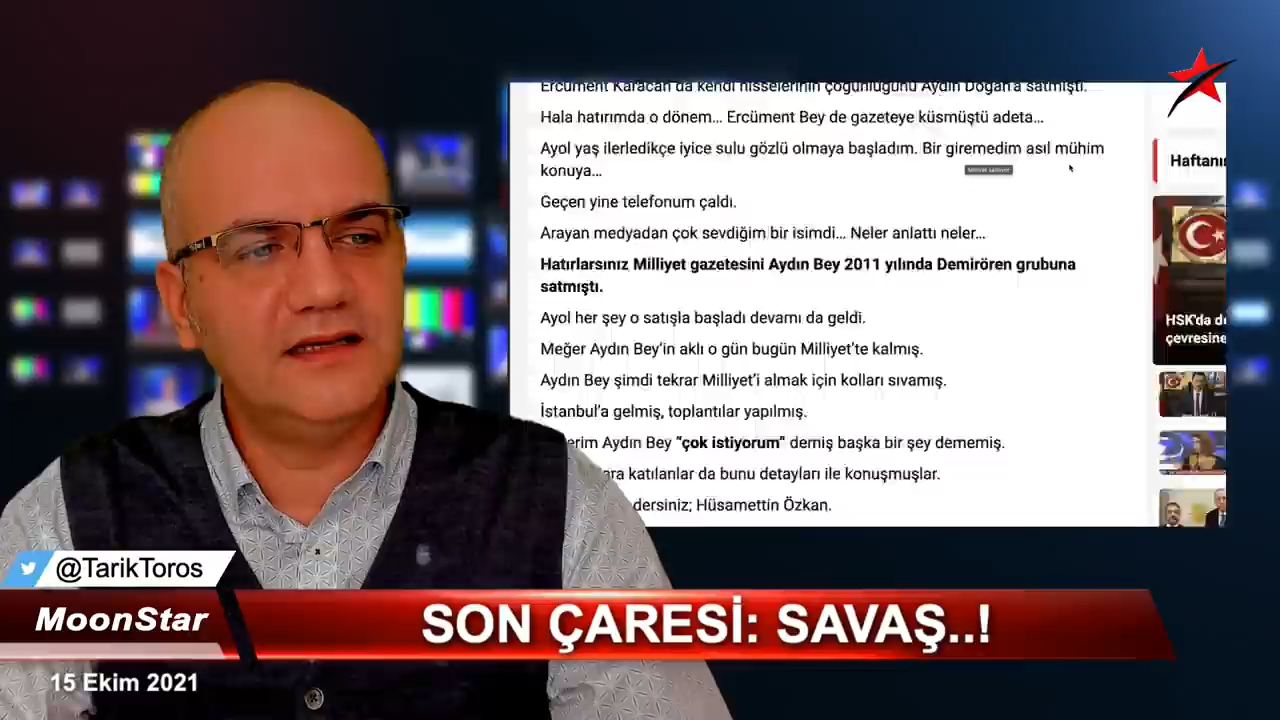 Ercüment Karacan da kendi hisselerinin çoğunluğunu Aydın Doğan'a satmıştı.
Hala hatırımda o dönem... Ercüment Bey de gazeteye küsmüştü adeta...
Ayol yaş ilerledikçe iyice sulu gözlü olmaya başladım. Bir giremedim asıl mühim
konuya...
Geçen yine telefonum çaldı.
Arayan medyadan çok sevdiğim bir isimdi... Neler anlattı neler...
Hatırlarsınız Milliyet gazetesini Aydın Bey 2011 yılında Demirören grubuna
satmıştı.
Ayol her şey o satışla başladı devamı da geldi.
Meğer Aydın Bey'in aklı o gün bugün Milliyet'te kalmış.
Aydın Bey şimdi tekrar Milliyet'i almak için kolları sıvamış.
İstanbul'a gelmiş, toplantılar yapılmış.
erim Aydın Bey "çok istiyorum" demiş başka bir şey dememiş.
ara katılanlar da bunu detayları ile konuşmuşlar.
dersiniz; Hüsamettin Özkan.
Haftanı
HSK'da de
çevresine
@TarikToros
MoonStar
SON ÇARESİ: SAVAŞ..!
15 Ekim 2021